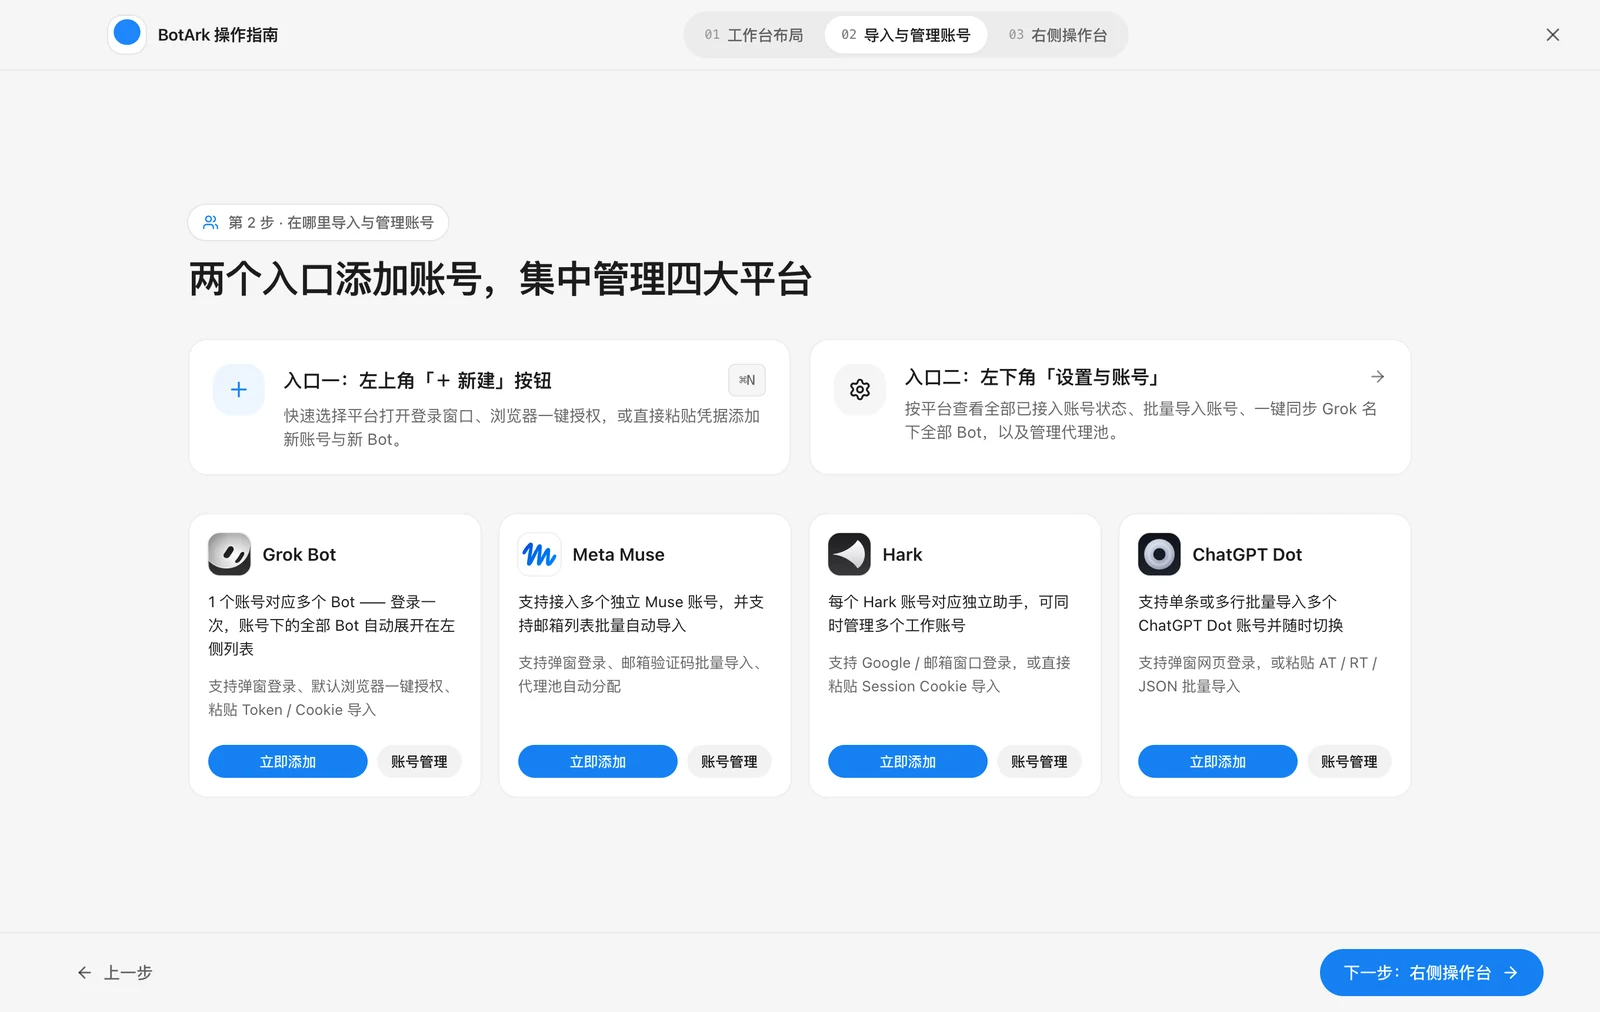 BotArk 操作指南
01 工作台布局
02 导入与管理账号
03 右侧操作台
第 2 步 · 在哪里导入与管理账号
两个入口添加账号，集中管理四大平台
入口一：左上角「＋ 新建」按钮
⌘N
快速选择平台打开登录窗口、浏览器一键授权，或直接粘贴凭据添加
新账号与新 Bot。
入口二：左下角「设置与账号」
按平台查看全部已接入账号状态、批量导入账号、一键同步 Grok 名
下全部 Bot，以及管理代理池。
Grok Bot
1 个账号对应多个 Bot —— 登录一
次，账号下的全部 Bot 自动展开在左
侧列表
支持弹窗登录、默认浏览器一键授权、
粘贴 Token / Cookie 导入
立即添加
账号管理
Meta Muse
支持接入多个独立 Muse 账号，并支
持邮箱列表批量自动导入
支持弹窗登录、邮箱验证码批量导入、
代理池自动分配
立即添加
账号管理
Hark
每个 Hark 账号对应独立助手，可同
时管理多个工作账号
支持 Google / 邮箱窗口登录，或直接
粘贴 Session Cookie 导入
立即添加
账号管理
ChatGPT Dot
支持单条或多行批量导入多个
ChatGPT Dot 账号并随时切换
支持弹窗网页登录，或粘贴 AT / RT /
JSON 批量导入
立即添加
账号管理
上一步
下一步：右侧操作台